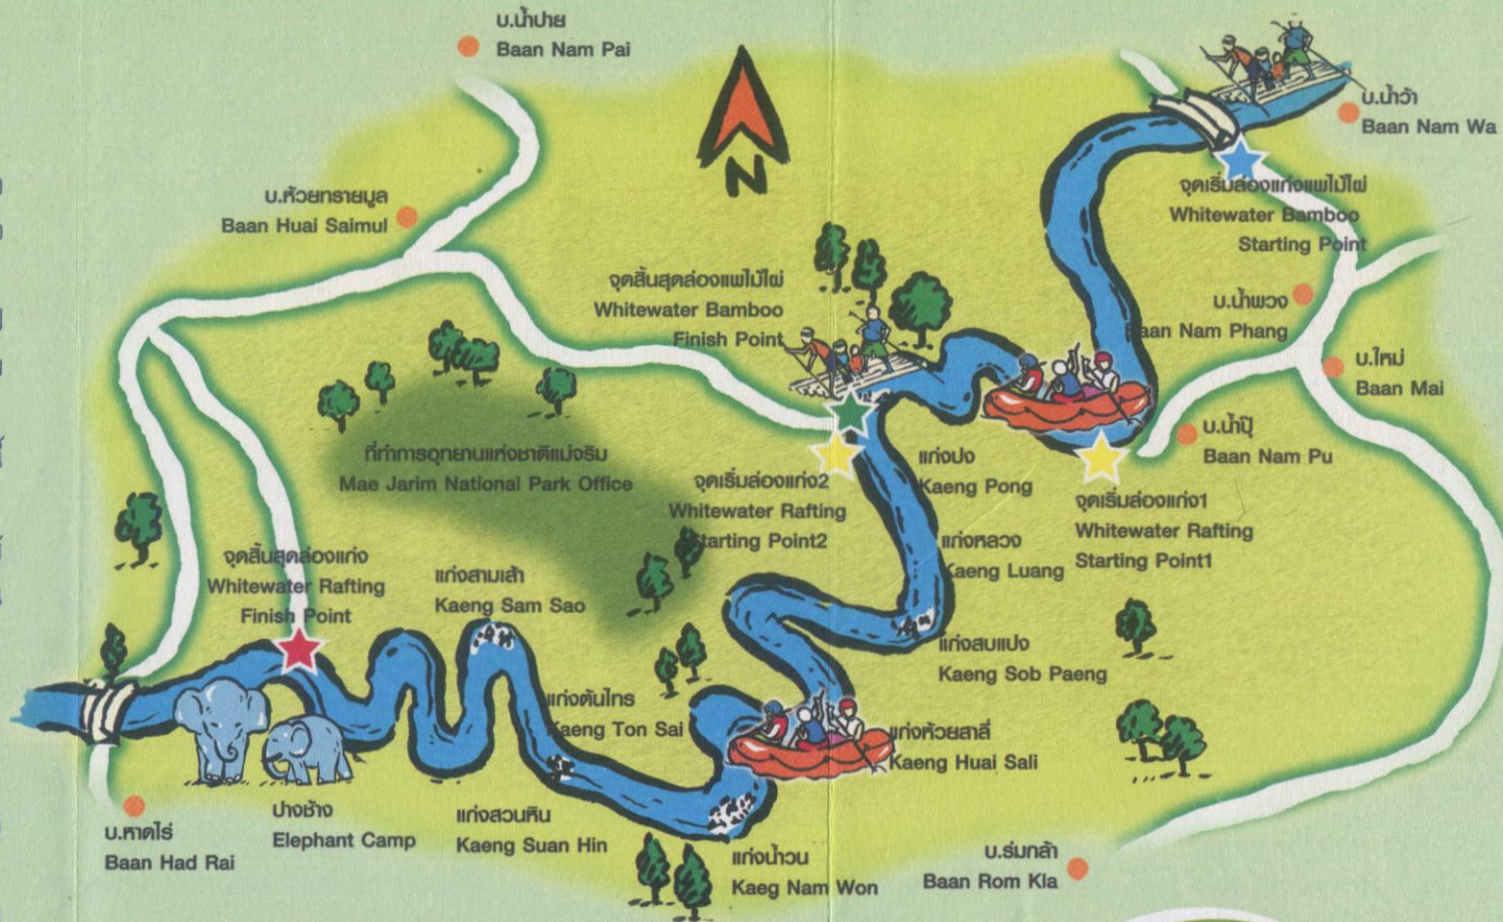 บ.น้ำปาย
Baan Nam Pai
บ.น้ำว้า
Baan Nam Wa
N
จุดเริ่มล่องแก่งแพไม้ไผ่
Whitewater Bamboo
Starting Point
บ.ห้วยทรายมูล
Baan Huai Saimul
จุดสิ้นสุดล่องแพไม้ไผ่
Whitewater Bamboo
Finish Point
บ.น้ำพวง
Baan Nam Phang
บ.ใหม่
Baan Mai
บ.น้ำปุ๊
Baan Nam Pu
ที่ทำการอุทยานแห่งชาติแม่จริม
Mae Jarim National Park Office
จุดเริ่มล่องแก่ง2
Whitewater Rafting
Starting Point2
แก่งปง
Kaeng Pong
จุดเริ่มล่องแก่ง1
Whitewater Rafting
Starting Point1
แก่งหลวง
Kaeng Luang
จุดสิ้นสุดล่องแก่ง
Whitewater Rafting
Finish Point
แก่งสามเส้า
Kaeng Sam Sao
แก่งสบแปง
Kaeng Sob Paeng
แก่งต้นไทร
Kaeng Ton Sai
แก่งห้วยสาลี่
Kaeng Huai Sali
บ.หาดไร่
Baan Had Rai
ปางช้าง
Elephant Camp
แก่งสวนหิน
Kaeng Suan Hin
แก่งน้ำวน
Kaeg Nam Won
บ.ร่มกล้า
Baan Rom Kla